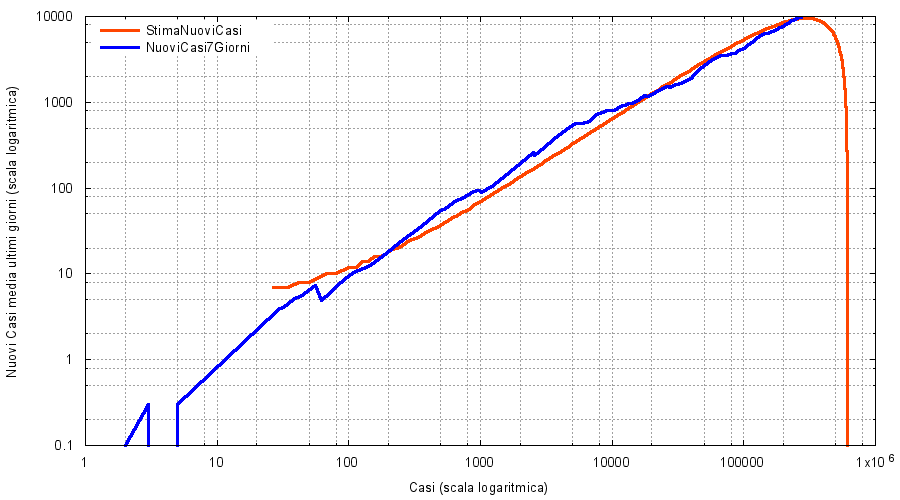 StimaNuoviCasi
NuoviCasi7Giorni
10000
1000
100
10
1
0.1
Nuovi Casi media ultimi giorni (scala logaritmica)
1
10
100
1000
10000
100000
1x10 6
Casi (scala logaritmica)